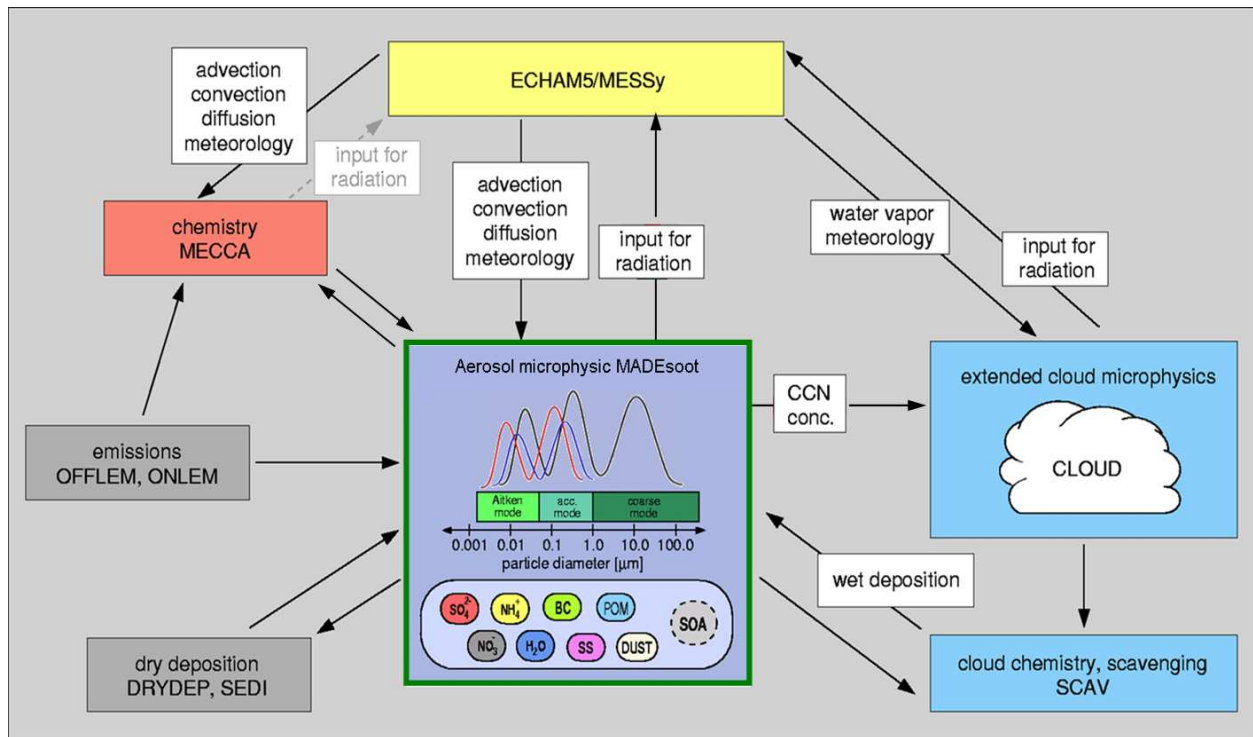 ECHAM5/MESSy
advection
convection
diffusion
meteorology
input for
radiation
chemistry
MECCA
advection
convection
diffusion
meteorology
input for
radiation
water vapor
meteorology
input for
radiation
Aerosol microphysic MADEsoot
Aitken
mode
acc.
mode
coarse
mode
0.001 0.01 0.1 1.0 10.0 100.0
particle diameter [μm]
SO₄²⁻ NH₄⁺ BC POM
SOA
NO₃⁻ H₂O SS DUST
CCN
conc.
extended cloud microphysics
CLOUD
emissions
OFFLEM, ONLEM
wet deposition
dry deposition
DRYDEP, SEDI
cloud chemistry, scavenging
SCAV